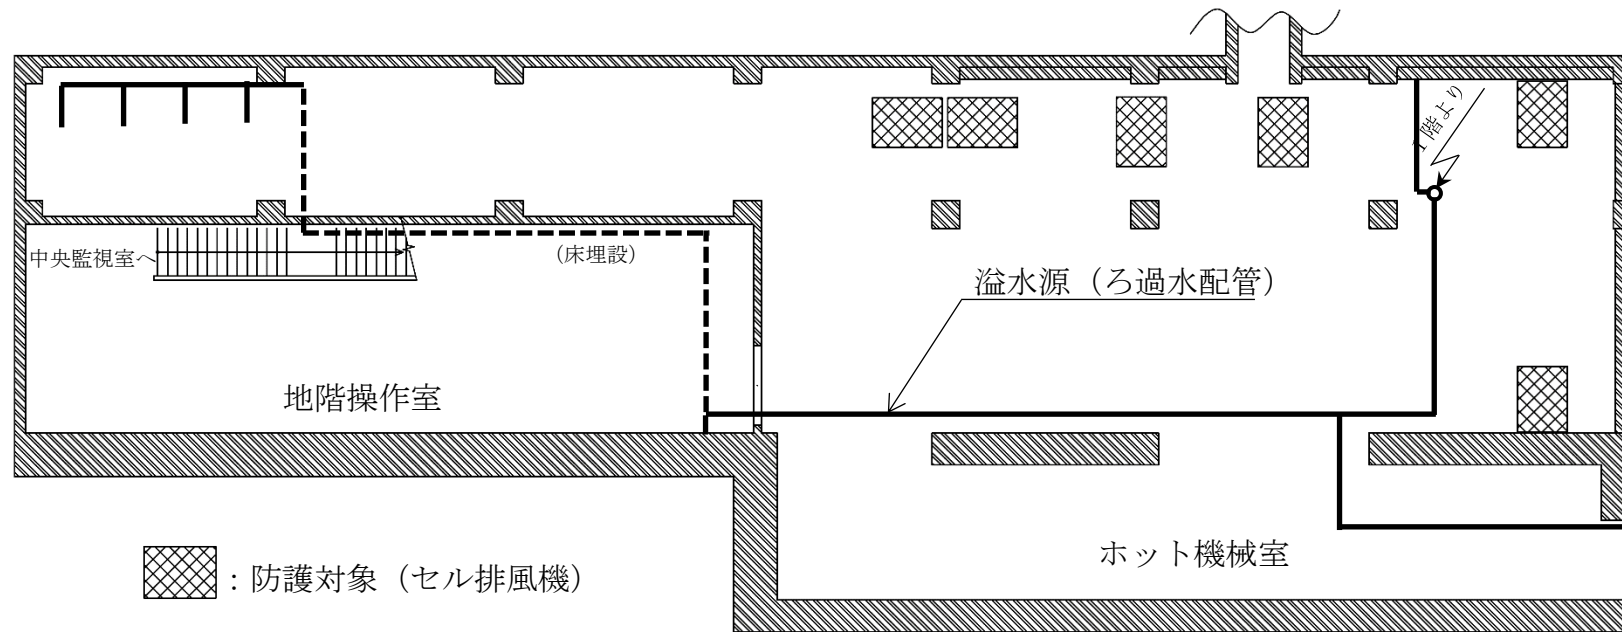 1階より
中央監視室へ
(床埋設)
溢水源（ろ過水配管）
地階操作室
ホット機械室
：防護対象（セル排風機）